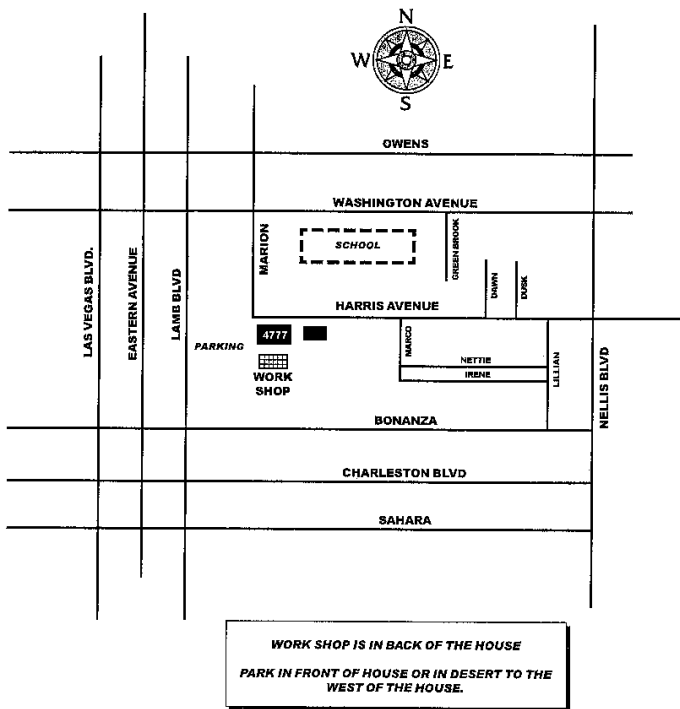 N
W
E
S
OWENS
WASHINGTON AVENUE
MARION
SCHOOL
GREEN BROOK
LAS VEGAS BLVD.
EASTERN AVENUE
LAMB BLVD
DAWN
DUSK
HARRIS AVENUE
PARKING
4777
MARCO
NETTIE
IRENE
LILLIAN
NELLIS BLVD
WORK
SHOP
BONANZA
CHARLESTON BLVD
SAHARA
WORK SHOP IS IN BACK OF THE HOUSE
PARK IN FRONT OF HOUSE OR IN DESERT TO THE
WEST OF THE HOUSE.